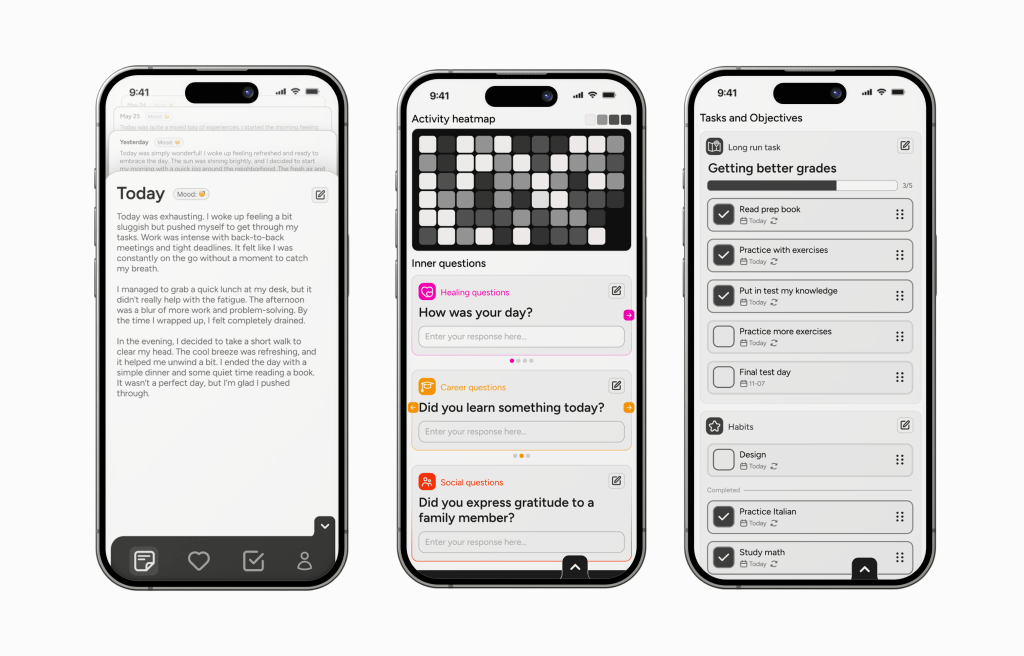 9:41
May 24
May 25
Mood:
Today was quite a mixed bag of experiences. I started the morning feeling
Yesterday
Mood:
Today was simply wonderful! I woke up feeling refreshed and ready to
embrace the day. The sun was shining brightly, and I decided to start
my morning with a quick jog around the neighborhood. The fresh air and
Today
Mood:
Today was exhausting. I woke up feeling a bit
sluggish but pushed myself to get through my
tasks. Work was intense with back-to-back
meetings and tight deadlines. It felt like I was
constantly on the go without a moment to catch
my breath.
I managed to grab a quick lunch at my desk, but it
didn't really help with the fatigue. The afternoon
was a blur of more work and problem-solving. By
the time I wrapped up, I felt completely drained.
In the evening, I decided to take a short walk to
clear my head. The cool breeze was refreshing, and
it helped me unwind a bit. I ended the day with a
simple dinner and some quiet time reading a book.
It wasn't a perfect day, but I'm glad I pushed
through.
9:41
Activity heatmap
Inner questions
Healing questions
How was your day?
Enter your response here...
Career questions
Did you learn something today?
Enter your response here...
Social questions
Did you express gratitude to a
family member?
Enter your response here...
9:41
Tasks and Objectives
Long run task
Getting better grades
3/5
Read prep book
Today
Practice with exercises
Today
Put in test my knowledge
Today
Practice more exercises
Today
Final test day
11-07
Habits
Design
Today
Completed
Practice Italian
Today
Study math
Today